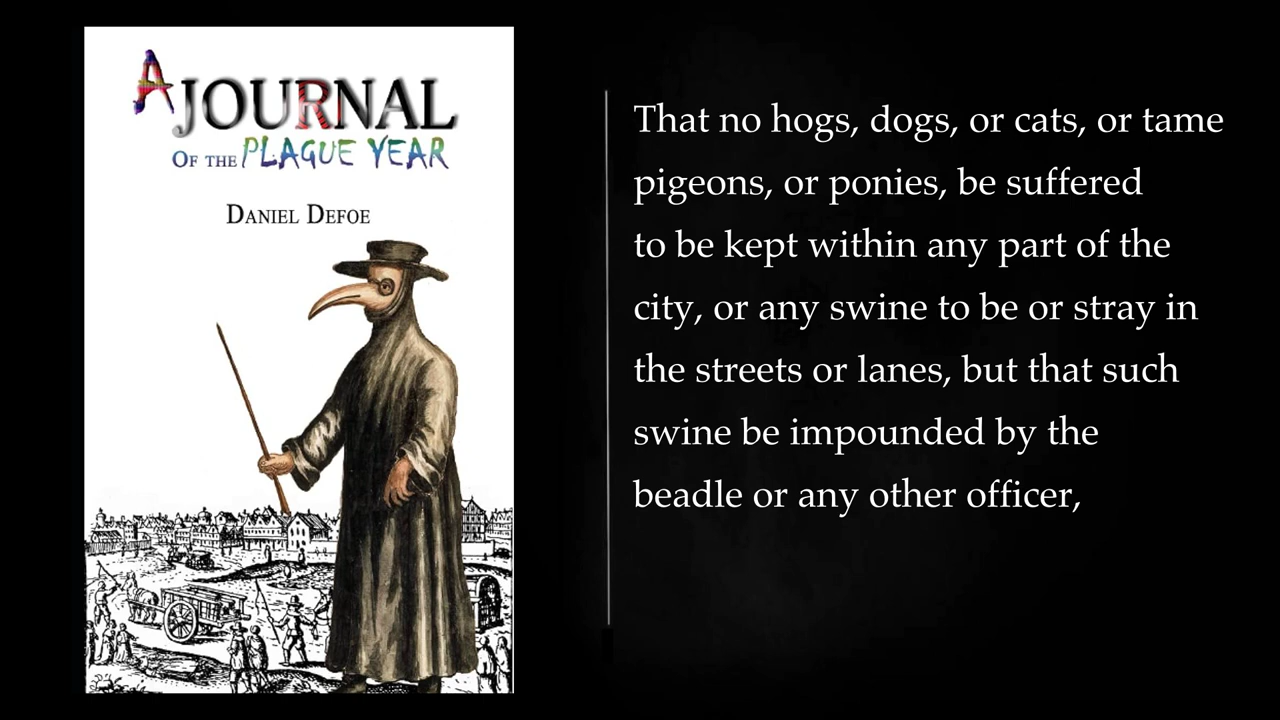 A JOURNAL
OF THE PLAGUE YEAR
DANIEL DEFOE
That no hogs, dogs, or cats, or tame
pigeons, or ponies, be suffered
to be kept within any part of the
city, or any swine to be or stray in
the streets or lanes, but that such
swine be impounded by the
beadle or any other officer,